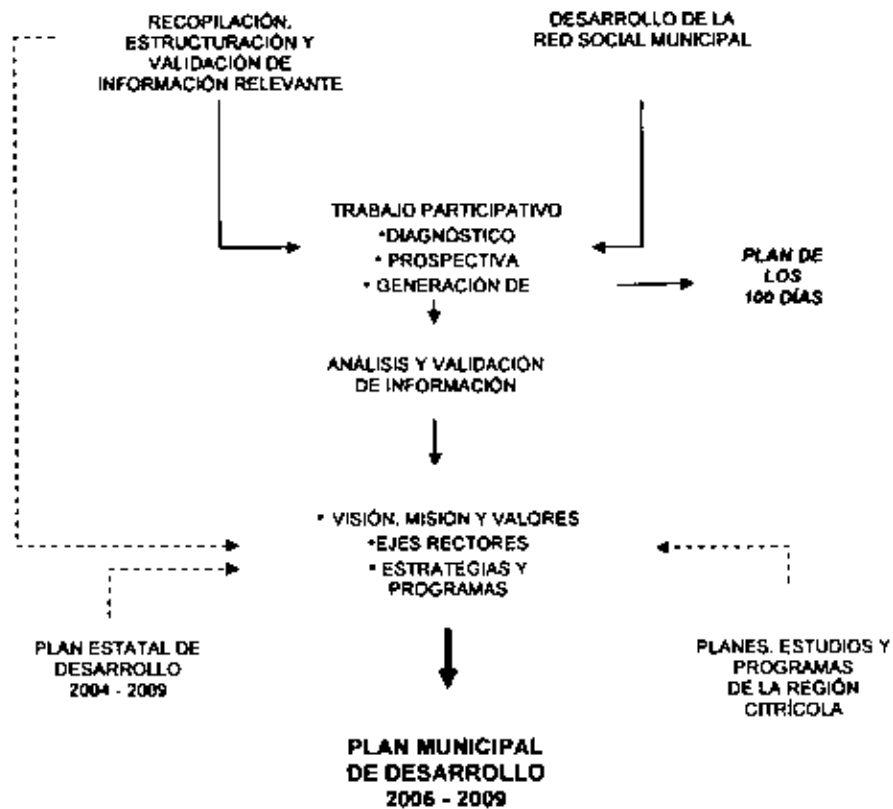 RECOPILACIÓN,
ESTRUCTURACIÓN Y
VALIDACIÓN DE
INFORMACIÓN RELEVANTE
DESARROLLO DE LA
RED SOCIAL MUNICIPAL
TRABAJO PARTICIPATIVO
*DIAGNÓSTICO
* PROSPECTIVA
* GENERACIÓN DE
PLAN DE
LOS
100 DÍAS
ANÁLISIS Y VALIDACIÓN
DE INFORMACIÓN
* VISIÓN, MISIÓN Y VALORES
*EJES RECTORES
* ESTRATEGIAS Y
PROGRAMAS
PLAN ESTATAL DE
DESARROLLO
2004 - 2009
PLANES, ESTUDIOS Y
PROGRAMAS
DE LA REGIÓN
CITRÍCOLA
PLAN MUNICIPAL
DE DESARROLLO
2006 - 2009